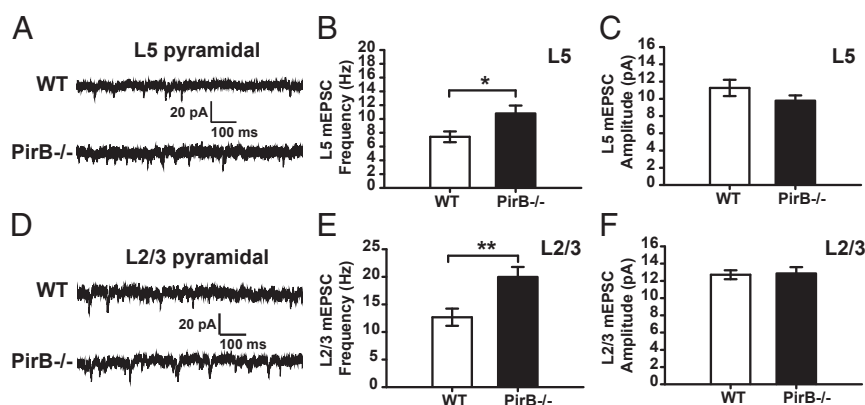 A
L5 pyramidal
WT
20 pA
100 ms
PirB-/-
B
L5
L5 mEPSC
Frequency (Hz)
20
18
16
14
12
10
8
6
4
2
0
*
WT
PirB-/-
C
L5
L5 mEPSC
Amplitude (pA)
16
14
12
10
8
6
4
2
0
WT
PirB-/-
D
L2/3 pyramidal
WT
20 pA
100 ms
PirB-/-
E
L2/3
L2/3 mEPSC
Frequency (Hz)
25
20
15
10
5
0
**
WT
PirB-/-
F
L2/3
L2/3 mEPSC
Amplitude (pA)
16
14
12
10
8
6
4
2
0
WT
PirB-/-